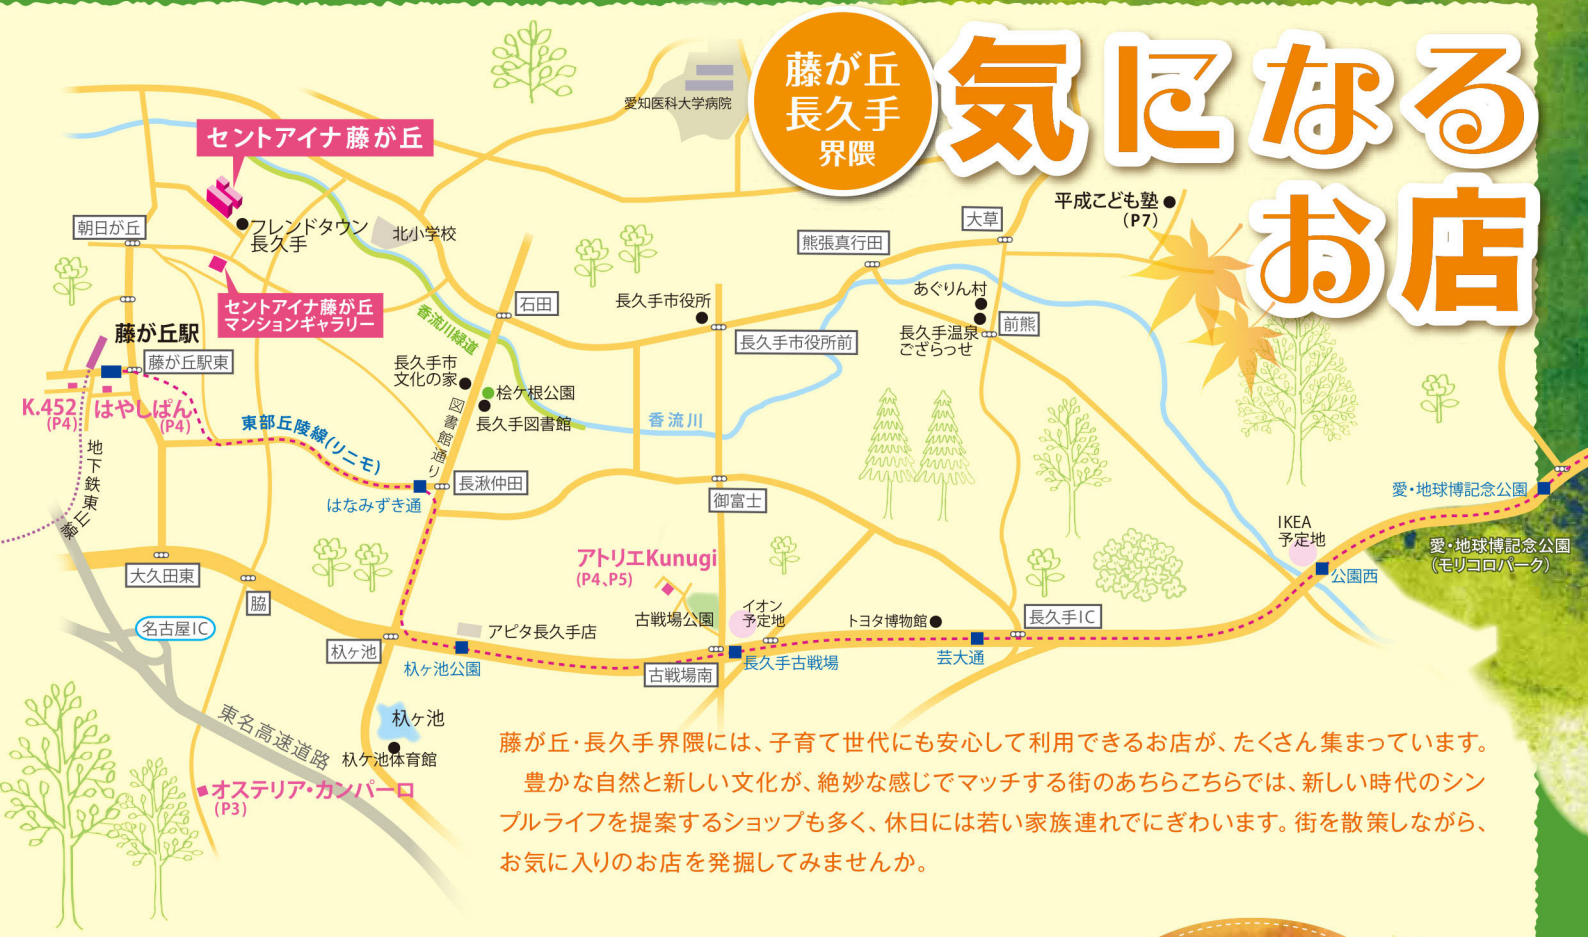 藤が丘
長久手
界隈
気になる
お店
愛知医科大学病院
セントアイナ藤が丘
フレンドタウン
長久手
北小学校
朝日が丘
セントアイナ藤が丘
マンションギャラリー
香流川緑道
石田
長久手市役所
熊張真行田
大草
平成こども塾
(P7)
あぐりん村
長久手温泉
ござらっせ
前熊
長久手市役所前
藤が丘駅
藤が丘駅東
長久手市
文化の家
桧ケ根公園
長久手図書館
図書館通り
香流川
K.452
(P4)
はやしぱん
(P4)
東部丘陵線(リニモ)
地下鉄東山線
はなみずき通
長湫仲田
御富士
愛・地球博記念公園
IKEA
予定地
愛・地球博記念公園
(モリコロパーク)
公園西
アトリエKunugi
(P4、P5)
古戦場公園
イオン
予定地
トヨタ博物館
長久手IC
芸大通
長久手古戦場
古戦場南
大久田東
脇
名古屋IC
杁ヶ池
アピタ長久手店
杁ヶ池公園
杁ヶ池
杁ケ池体育館
東名高速道路
オステリア・カンパーロ
(P3)
藤が丘・長久手界隈には、子育て世代にも安心して利用できるお店が、たくさん集まっています。
豊かな自然と新しい文化が、絶妙な感じでマッチする街のあちらこちらでは、新しい時代のシン
プルライフを提案するショップも多く、休日には若い家族連れでにぎわいます。街を散策しながら、
お気に入りのお店を発掘してみませんか。